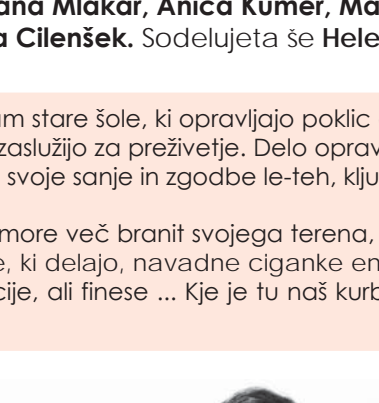 ana Mlakar, Anica Kumer, Ma
a Cilenšek. Sodelujeta še Hele
am stare šole, ki opravljajo poklic
zaslužijo za preživetje. Delo oprav
svoje sanje in zgodbe le-teh, klju
more več branit svojega terena,
e, ki delajo, navadne ciganke en
cije, ali finese ... Kje je tu naš kurb